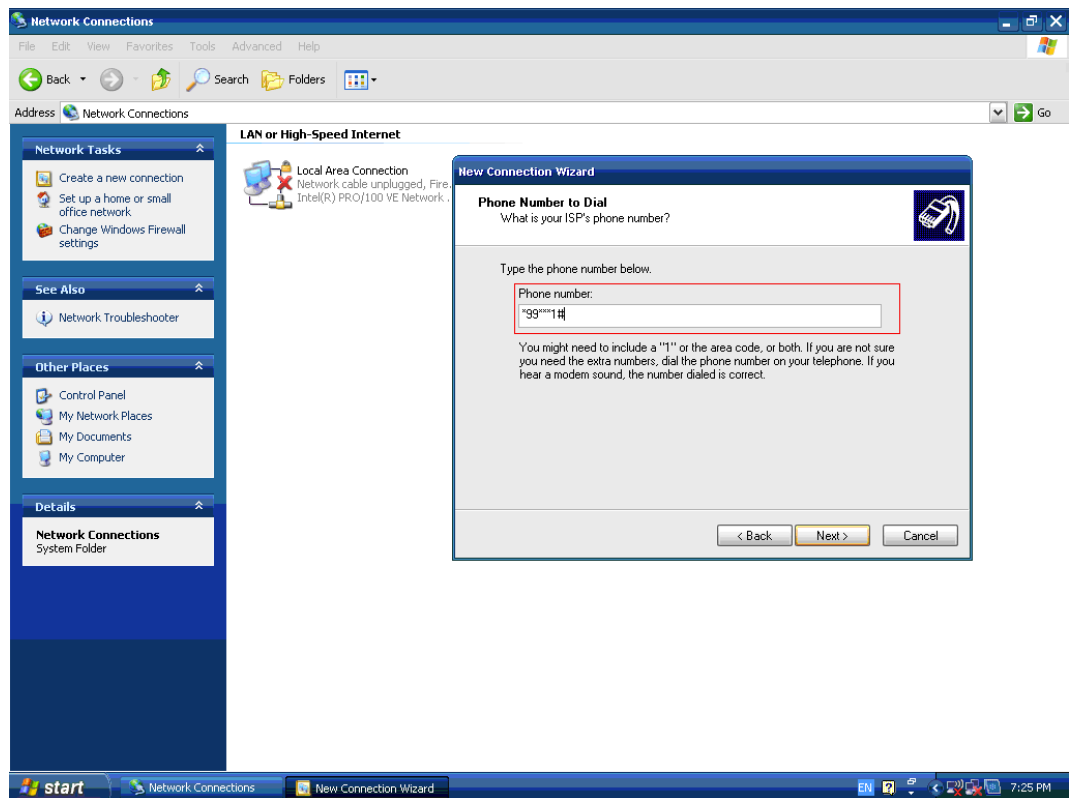 Network Connections
File Edit View Favorites Tools Advanced Help
Back Search Folders
Address Network Connections Go
Network Tasks
Create a new connection
Set up a home or small
office network
Change Windows Firewall
settings
See Also
Network Troubleshooter
Other Places
Control Panel
My Network Places
My Documents
My Computer
Details
Network Connections
System Folder
LAN or High-Speed Internet
Local Area Connection
Network cable unplugged, Fire...
Intel(R) PRO/100 VE Network ...
New Connection Wizard
Phone Number to Dial
What is your ISP's phone number?
Type the phone number below.
Phone number:
*99***1#
You might need to include a "1" or the area code, or both. If you are not sure
you need the extra numbers, dial the phone number on your telephone. If you
hear a modem sound, the number dialed is correct.
< Back Next > Cancel
start Network Connections New Connection Wizard EN 7:25 PM